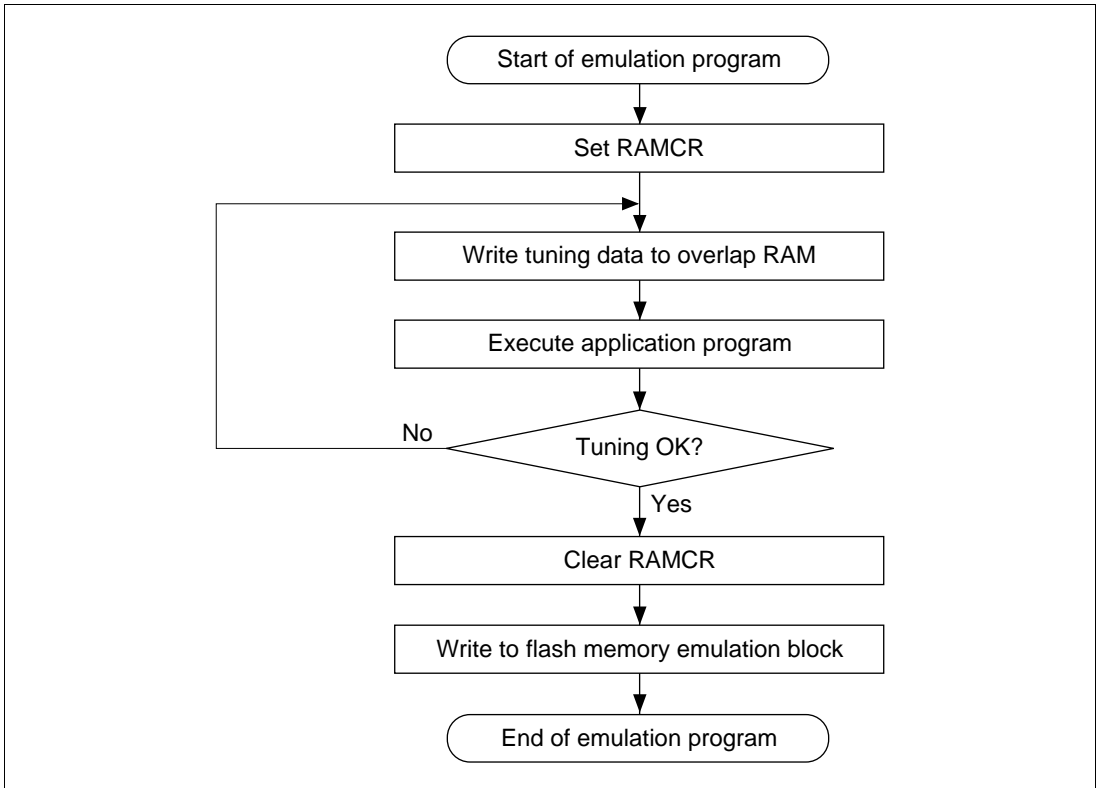 Start of emulation program
Set RAMCR
Write tuning data to overlap RAM
Execute application program
Tuning OK?
No
Yes
Clear RAMCR
Write to flash memory emulation block
End of emulation program